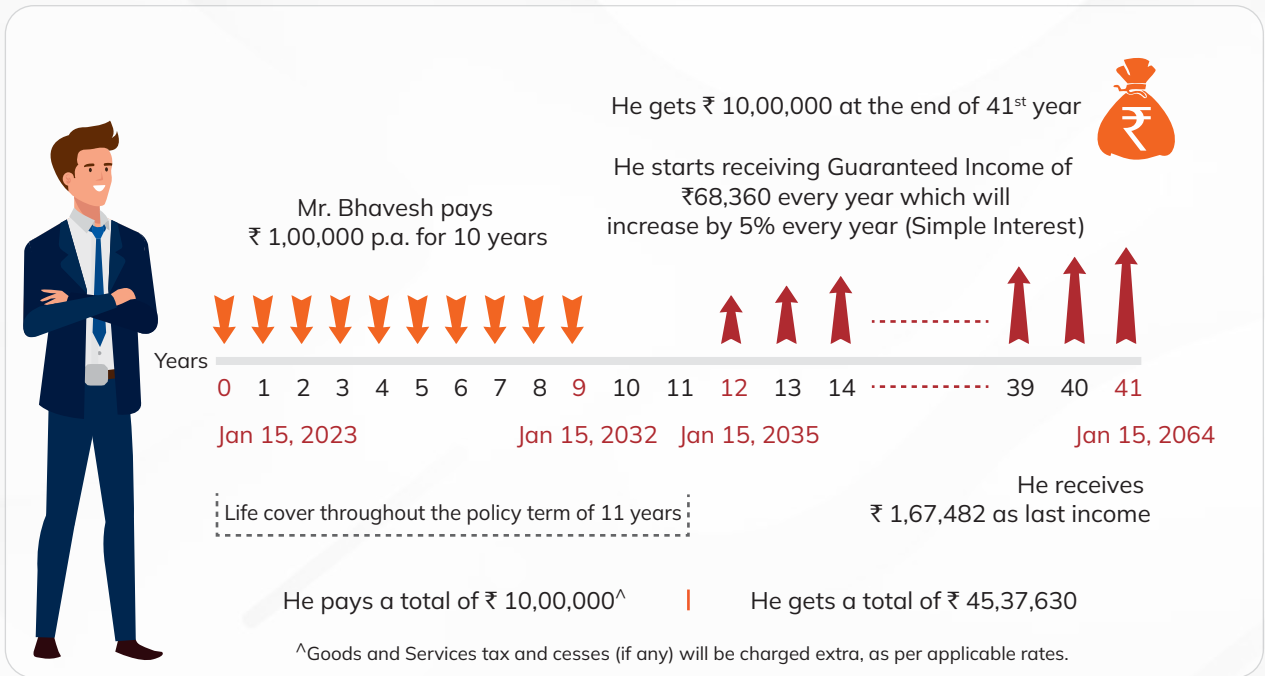 He gets ₹ 10,00,000 at the end of 41st year
₹
He starts receiving Guaranteed Income of
₹68,360 every year which will
increase by 5% every year (Simple Interest)
Mr. Bhavesh pays
₹ 1,00,000 p.a. for 10 years
Years
0 1 2 3 4 5 6 7 8 9 10 11 12 13 14 39 40 41
Jan 15, 2023 Jan 15, 2032 Jan 15, 2035 Jan 15, 2064
Life cover throughout the policy term of 11 years
He receives
₹ 1,67,482 as last income
He pays a total of ₹ 10,00,000^ | He gets a total of ₹ 45,37,630
^Goods and Services tax and cesses (if any) will be charged extra, as per applicable rates.